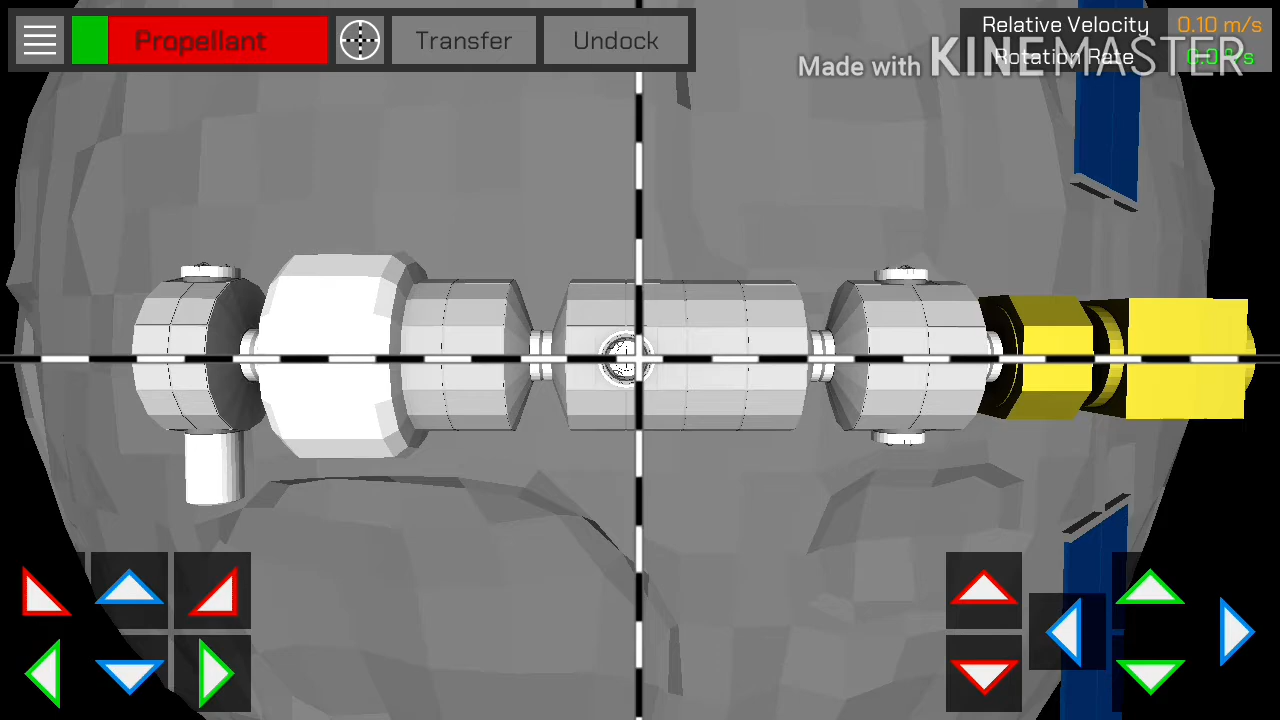 Propellant
Transfer
Undock
Relative Velocity 0.10 m/s
Rotation Rate
Made with KINEMASTER